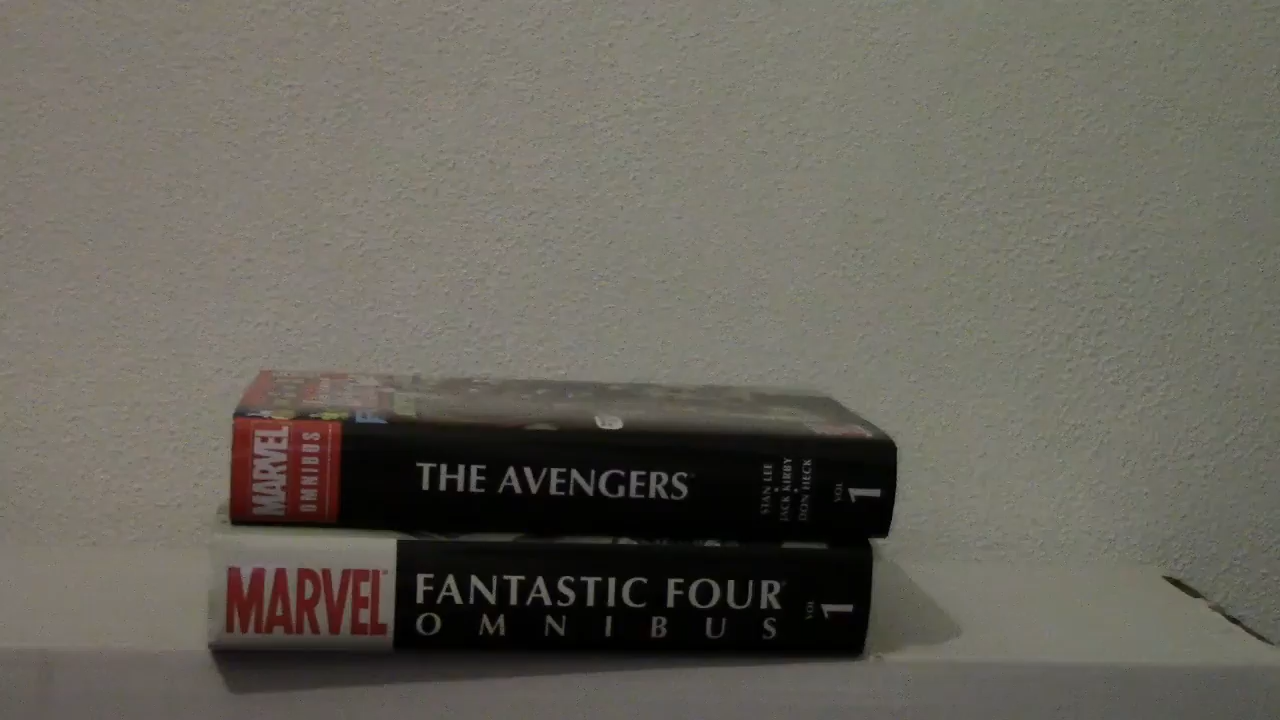 MARVEL
OMNIBUS
THE AVENGERS
STAN LEE
JACK KIRBY
DON HECK
VOL
1
MARVEL
FANTASTIC FOUR
OMNIBUS
VOL
1